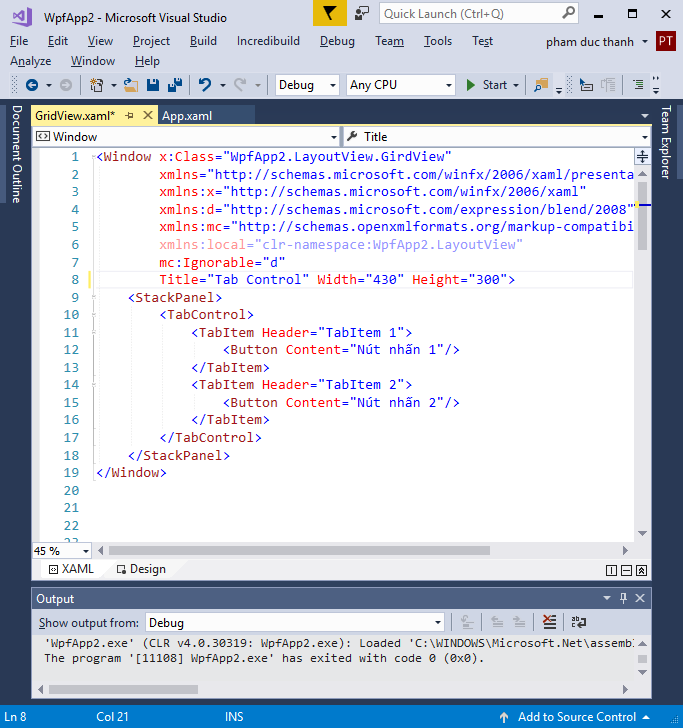 WpfApp2 - Microsoft Visual Studio
Quick Launch (Ctrl+Q)
File Edit View Project Build Incredibuild Debug Team Tools Test pham duc thanh PT
Analyze Window Help
Debug Any CPU Start
Document Outline
Team Explorer
GridView.xaml* App.xaml
Window Title
1 <Window x:Class="WpfApp2.LayoutView.GirdView"
2 xmlns="http://schemas.microsoft.com/winfx/2006/xaml/presenta
3 xmlns:x="http://schemas.microsoft.com/winfx/2006/xaml"
4 xmlns:d="http://schemas.microsoft.com/expression/blend/2008"
5 xmlns:mc="http://schemas.openxmlformats.org/markup-compatibi
6 xmlns:local="clr-namespace:WpfApp2.LayoutView"
7 mc:Ignorable="d"
8 Title="Tab Control" Width="430" Height="300">
9 <StackPanel>
10 <TabControl>
11 <TabItem Header="TabItem 1">
12 <Button Content="Nút nhấn 1"/>
13 </TabItem>
14 <TabItem Header="TabItem 2">
15 <Button Content="Nút nhấn 2"/>
16 </TabItem>
17 </TabControl>
18 </StackPanel>
19 </Window>
20
21
22
45 %
XAML Design
Output
Show output from: Debug
'WpfApp2.exe' (CLR v4.0.30319: WpfApp2.exe): Loaded 'C:\WINDOWS\Microsoft.Net\assembl
The program '[11108] WpfApp2.exe' has exited with code 0 (0x0).
Ln 8 Col 21 INS Add to Source Control